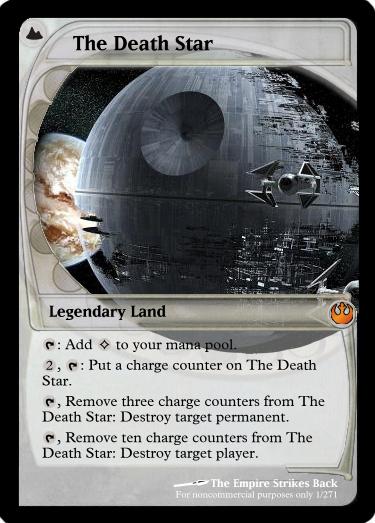 The Death Star
Legendary Land
: Add to your mana pool.
2, : Put a charge counter on The Death
Star.
, Remove three charge counters from The
Death Star: Destroy target permanent.
, Remove ten charge counters from The
Death Star: Destroy target player.
The Empire Strikes Back
For noncommercial purposes only 1/271